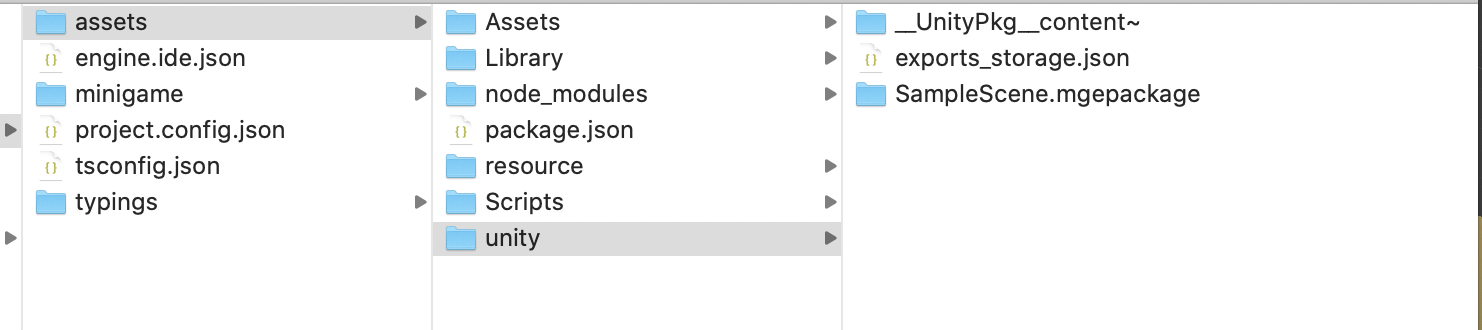 assets
engine.ide.json
minigame
project.config.json
tsconfig.json
typings
Assets
Library
node_modules
package.json
resource
Scripts
unity
__UnityPkg__content~
exports_storage.json
SampleScene.mgepackage